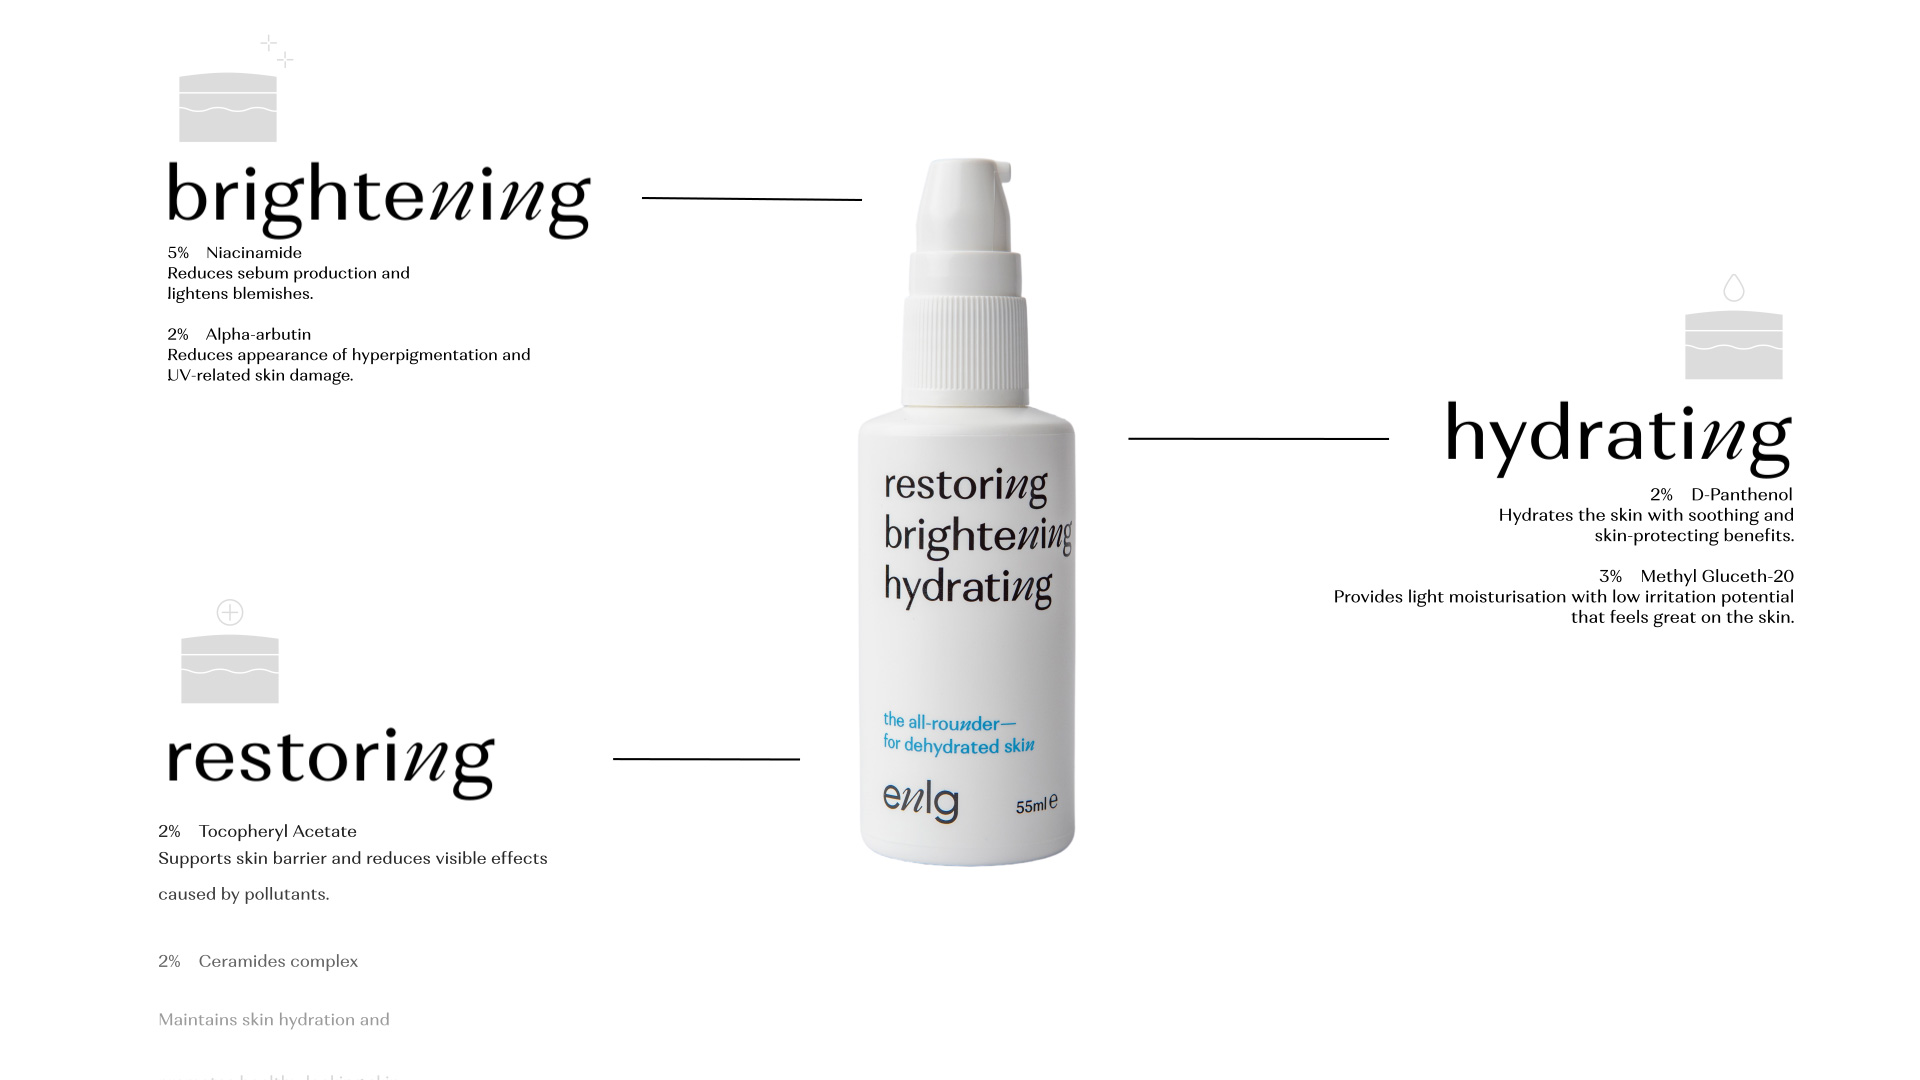 brightening
5% Niacinamide
Reduces sebum production and
lightens blemishes.
2% Alpha-arbutin
Reduces appearance of hyperpigmentation and
UV-related skin damage.
hydrating
2% D-Panthenol
Hydrates the skin with soothing and
skin-protecting benefits.
3% Methyl Gluceth-20
Provides light moisturisation with low irritation potential
that feels great on the skin.
restoring
brightening
hydrating
the all-rounder—
for dehydrated skin
enlg
55ml ℮
restoring
2% Tocopheryl Acetate
Supports skin barrier and reduces visible effects
caused by pollutants.
2% Ceramides complex
Maintains skin hydration and